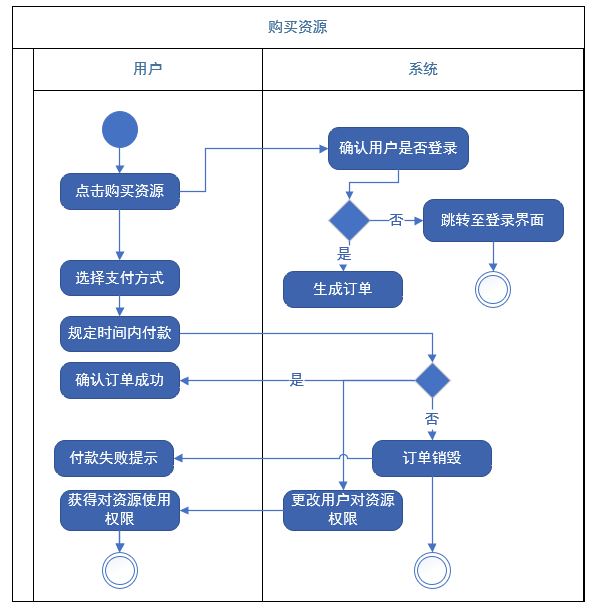 购买资源
用户
系统
确认用户是否登录
点击购买资源
否
跳转至登录界面
是
选择支付方式
生成订单
规定时间内付款
确认订单成功
是
否
付款失败提示
订单销毁
获得对资源使用
权限
更改用户对资源
权限